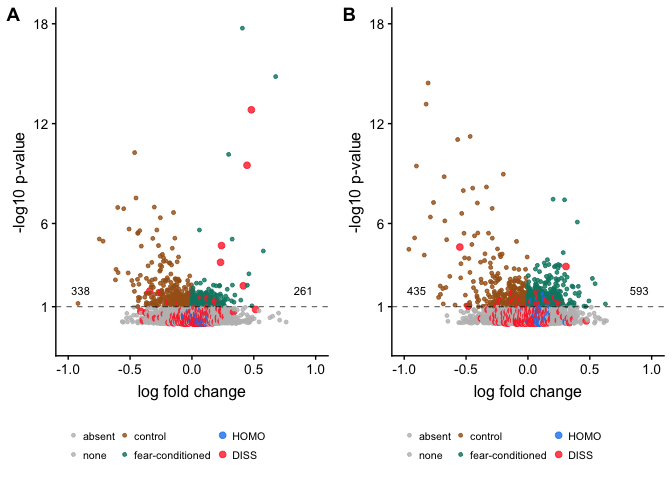 A
-log10 p-value
18
12
6
1
338
261
-1.0 -0.5 0.0 0.5 1.0
log fold change
absent control HOMO
none fear-conditioned DISS
B
-log10 p-value
18
12
6
1
435
593
-1.0 -0.5 0.0 0.5 1.0
log fold change
absent control HOMO
none fear-conditioned DISS